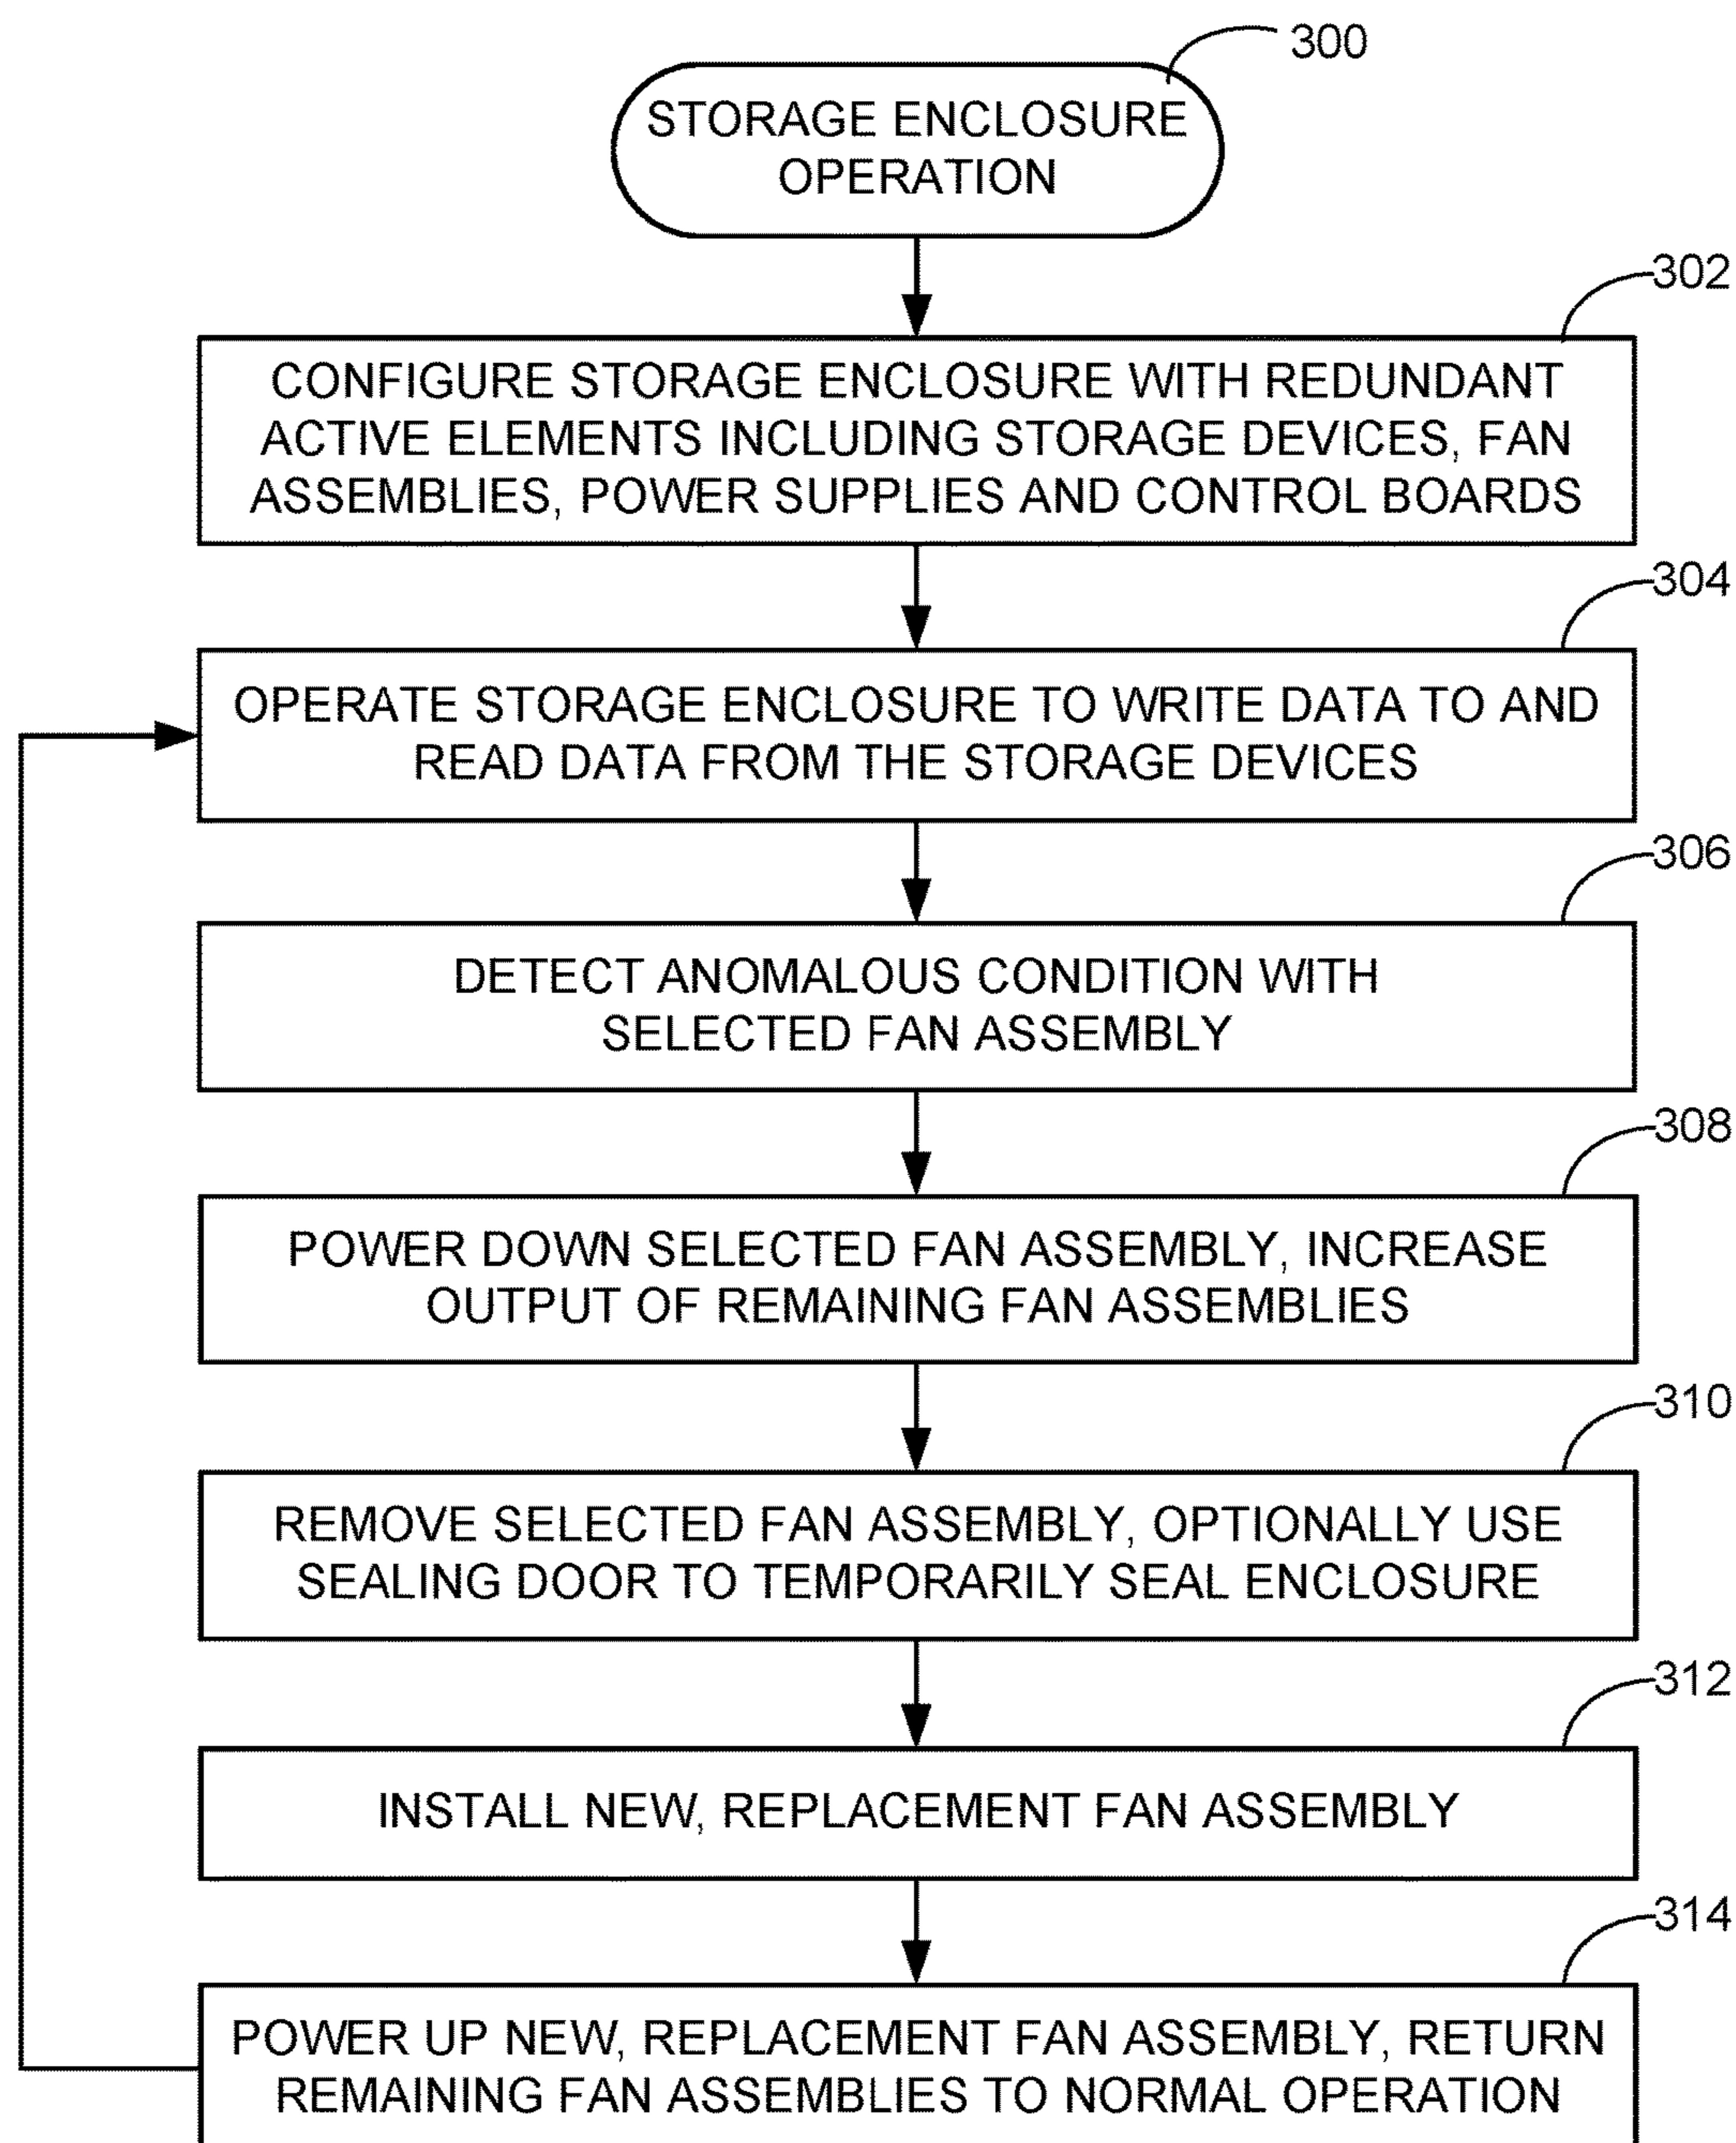 300
STORAGE ENCLOSURE
OPERATION
302
CONFIGURE STORAGE ENCLOSURE WITH REDUNDANT
ACTIVE ELEMENTS INCLUDING STORAGE DEVICES, FAN
ASSEMBLIES, POWER SUPPLIES AND CONTROL BOARDS
304
OPERATE STORAGE ENCLOSURE TO WRITE DATA TO AND
READ DATA FROM THE STORAGE DEVICES
306
DETECT ANOMALOUS CONDITION WITH
SELECTED FAN ASSEMBLY
308
POWER DOWN SELECTED FAN ASSEMBLY, INCREASE
OUTPUT OF REMAINING FAN ASSEMBLIES
310
REMOVE SELECTED FAN ASSEMBLY, OPTIONALLY USE
SEALING DOOR TO TEMPORARILY SEAL ENCLOSURE
312
INSTALL NEW, REPLACEMENT FAN ASSEMBLY
314
POWER UP NEW, REPLACEMENT FAN ASSEMBLY, RETURN
REMAINING FAN ASSEMBLIES TO NORMAL OPERATION